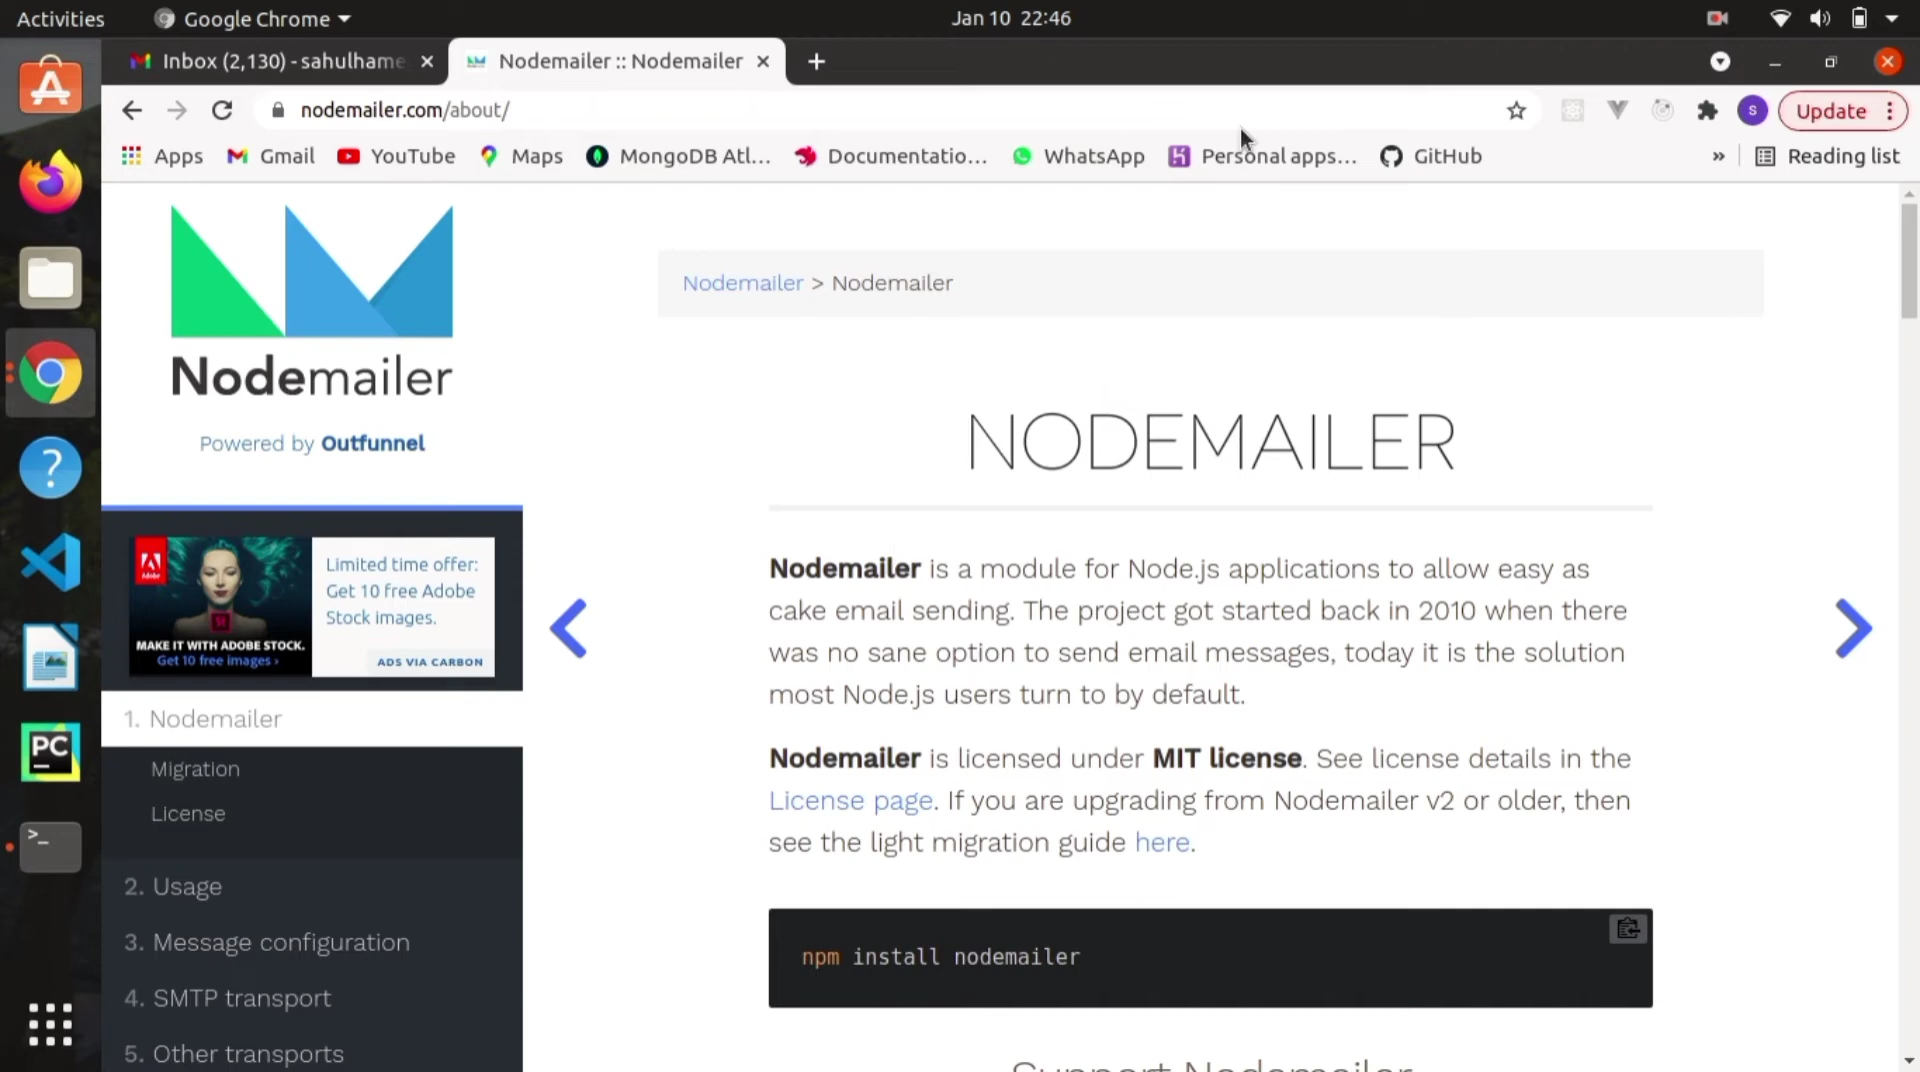 Activities
Google Chrome
Jan 10 22:46
Inbox (2,130) - sahulhame
Nodemailer :: Nodemailer
nodemailer.com/about/
S
Update
Apps
Gmail
YouTube
Maps
MongoDB Atl...
Documentatio...
WhatsApp
Personal apps...
GitHub
»
Reading list
Nodemailer
Powered by Outfunnel
Adobe
St
MAKE IT WITH ADOBE STOCK.
Get 10 free images ›
Limited time offer:
Get 10 free Adobe
Stock images.
ADS VIA CARBON
1. Nodemailer
Migration
License
2. Usage
3. Message configuration
4. SMTP transport
5. Other transports
Nodemailer > Nodemailer
NODEMAILER
Nodemailer is a module for Node.js applications to allow easy as
cake email sending. The project got started back in 2010 when there
was no sane option to send email messages, today it is the solution
most Node.js users turn to by default.
Nodemailer is licensed under MIT license. See license details in the
License page. If you are upgrading from Nodemailer v2 or older, then
see the light migration guide here.
npm install nodemailer
Support Nodemailer
PC
>_